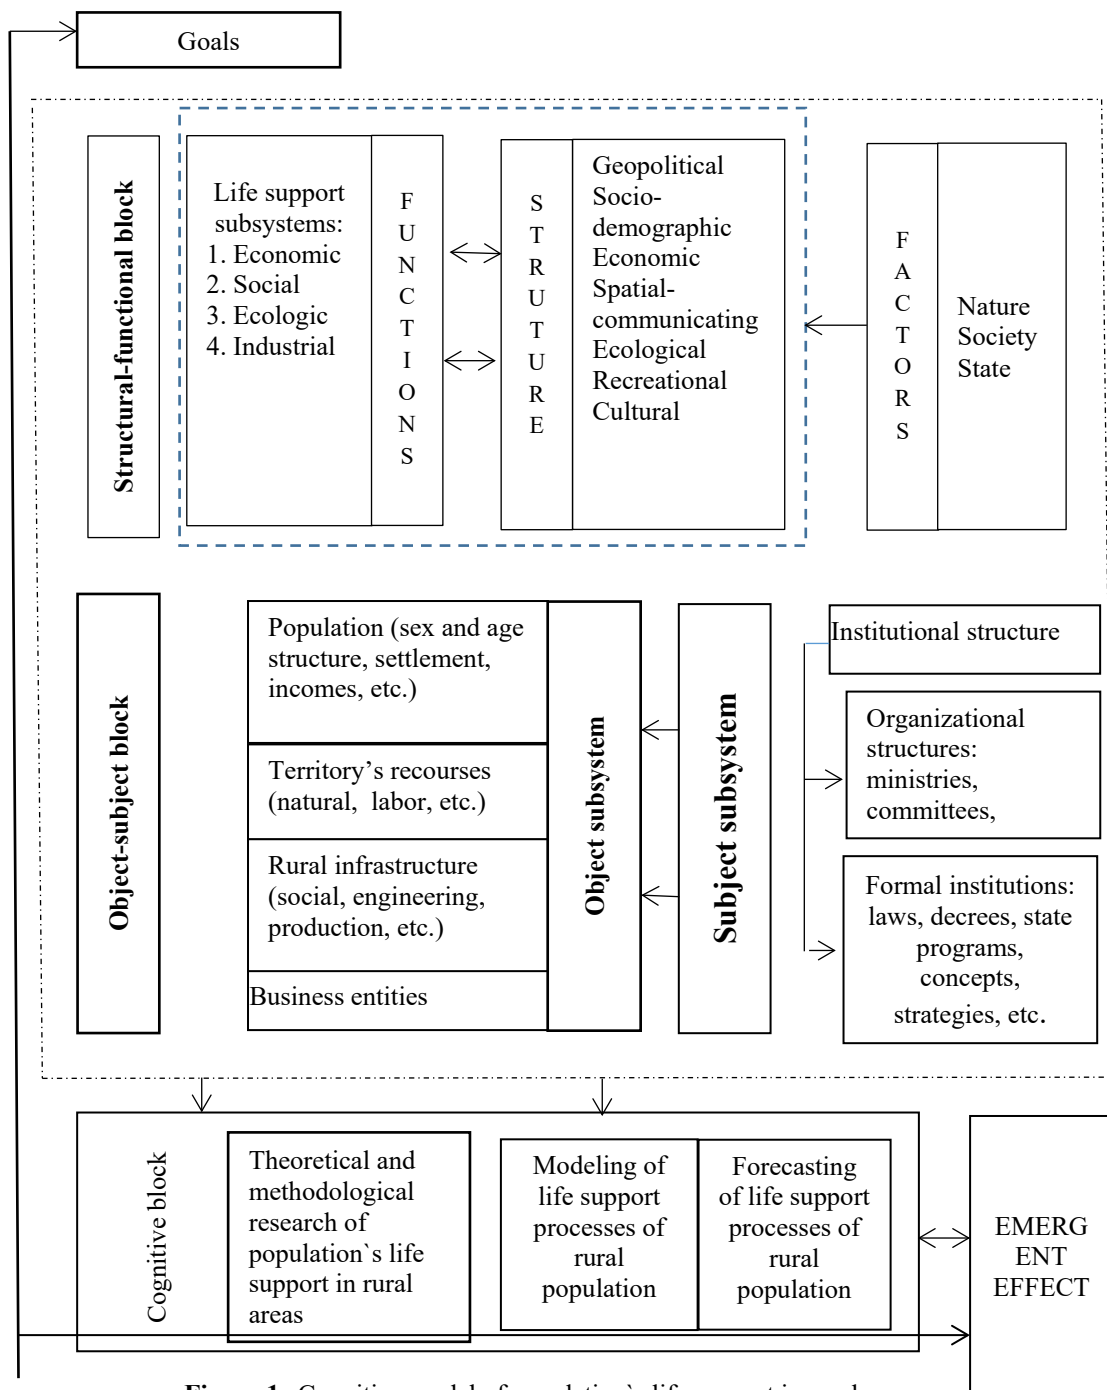 Goals
Structural-functional block
Life support
subsystems:
1. Economic
2. Social
3. Ecologic
4. Industrial
F
U
N
C
T
I
O
N
S
S
T
R
U
T
U
R
E
Geopolitical
Socio-
demographic
Economic
Spatial-
communicating
Ecological
Recreational
Cultural
F
A
C
T
O
R
S
Nature
Society
State
Object-subject block
Population (sex and age
structure, settlement,
incomes, etc.)
Territory’s recourses
(natural, labor, etc.)
Rural infrastructure
(social, engineering,
production, etc.)
Business entities
Object subsystem
Subject subsystem
Institutional structure
Organizational
structures:
ministries,
committees,
Formal institutions:
laws, decrees, state
programs,
concepts,
strategies, etc.
Cognitive block
Theoretical and
methodological
research of
population`s life
support in rural
areas
Modeling of
life support
processes of
rural
population
Forecasting
of life support
processes of
rural
population
EMERG
ENT
EFFECT